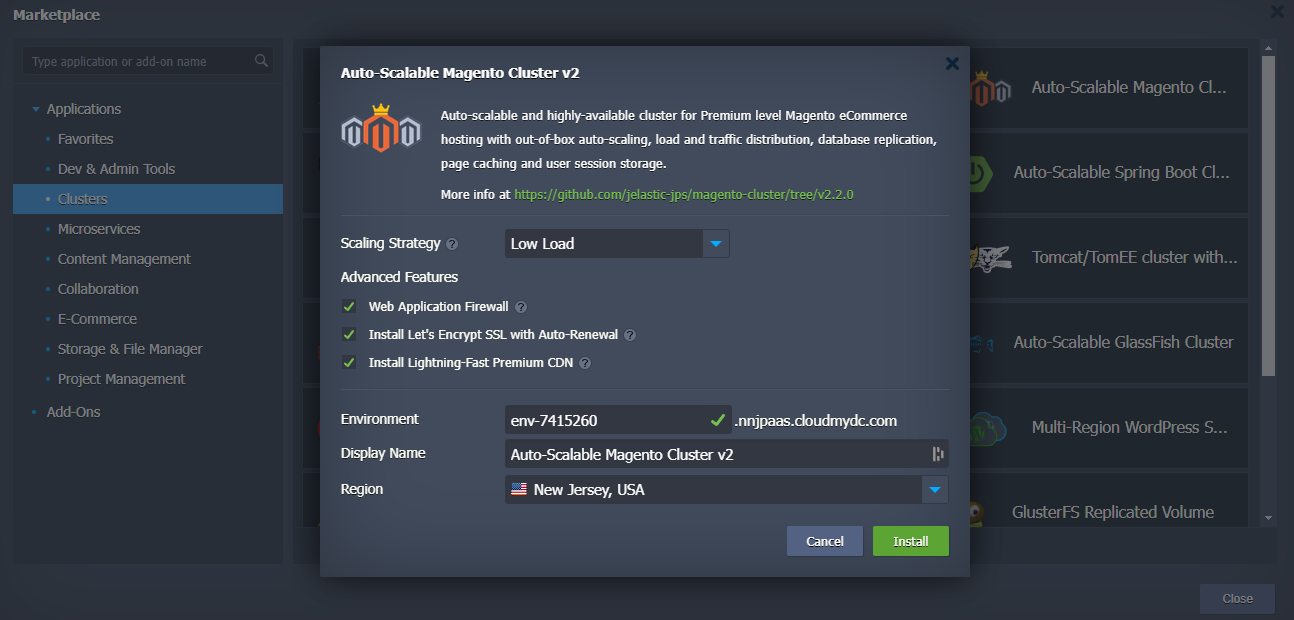 Marketplace
Type application or add-on name
Applications
Favorites
Dev & Admin Tools
Clusters
Microservices
Content Management
Collaboration
E-Commerce
Storage & File Manager
Project Management
Add-Ons
Auto-Scalable Magento Cluster v2
Auto-scalable and highly-available cluster for Premium level Magento eCommerce
hosting with out-of-box auto-scaling, load and traffic distribution, database replication,
page caching and user session storage.
More info at https://github.com/jelastic-jps/magento-cluster/tree/v2.2.0
Scaling Strategy ?
Low Load
Advanced Features
Web Application Firewall ?
Install Let's Encrypt SSL with Auto-Renewal ?
Install Lightning-Fast Premium CDN ?
Environment
env-7415260 .nnjpaas.cloudmydc.com
Display Name
Auto-Scalable Magento Cluster v2
Region
New Jersey, USA
Cancel
Install
Auto-Scalable Magento Cl...
Auto-Scalable Spring Boot Cl...
Tomcat/TomEE cluster with...
Auto-Scalable GlassFish Cluster
Multi-Region WordPress S...
GlusterFS Replicated Volume
Close